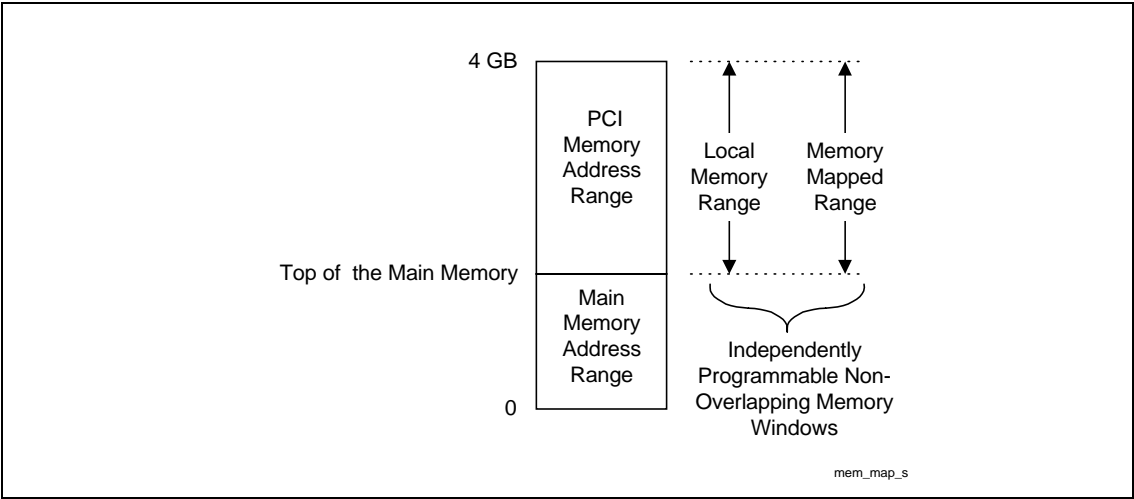 4 GB
PCI
Memory
Address
Range
Local
Memory
Range
Memory
Mapped
Range
Top of the Main Memory
Main
Memory
Address
Range
0
Independently
Programmable Non-
Overlapping Memory
Windows
mem_map_s